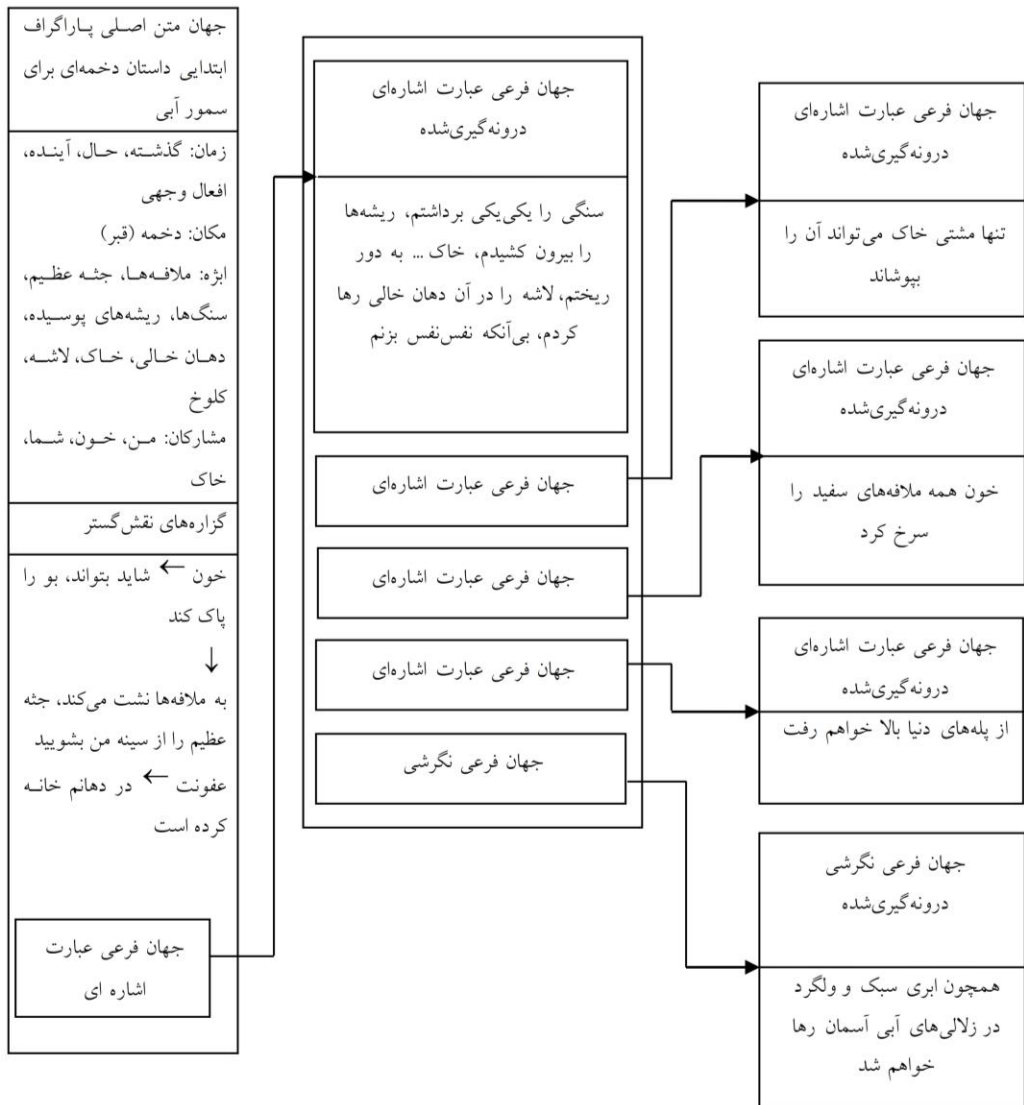 جهان متن اصلی پاراگراف
ابتدایی داستان دخمه‌ای برای
سمور آبی
زمان: گذشته، حال، آینده،
افعال وجهی
مکان: دخمه (قبر)
ابژه: ملافه‌ها، جثه عظیم،
سنگ‌ها، ریشه‌های پوسیده،
دهان خالی، خاک، لاشه،
کلوخ
مشارکان: من، خون، شما،
خاک
گزاره‌های نقش‌گستر
خون ← شاید بتواند، بو را
پاک کند
↓
به ملافه‌ها نشت می‌کند، جثه
عظیم را از سینه من بشویید
عفونت ← در دهانم خانه
کرده است
جهان فرعی عبارت
اشاره ای
جهان فرعی عبارت اشاره‌ای
درونه‌گیری‌شده
سنگی را یکی‌یکی برداشتم، ریشه‌ها
را بیرون کشیدم، خاک ... به دور
ریختم، لاشه را در آن دهان خالی رها
کردم، بی‌آنکه نفس‌نفس بزنم
جهان فرعی عبارت اشاره‌ای
جهان فرعی عبارت اشاره‌ای
جهان فرعی عبارت اشاره‌ای
جهان فرعی نگرشی
جهان فرعی عبارت اشاره‌ای
درونه‌گیری‌شده
تنها مشتی خاک می‌تواند آن را
بپوشاند
جهان فرعی عبارت اشاره‌ای
درونه‌گیری‌شده
خون همه ملافه‌های سفید را
سرخ کرد
جهان فرعی عبارت اشاره‌ای
درونه‌گیری‌شده
از پله‌های دنیا بالا خواهم رفت
جهان فرعی نگرشی
درونه‌گیری‌شده
همچون ابری سبک و ولگرد
در زلالی‌های آبی آسمان رها
خواهم شد